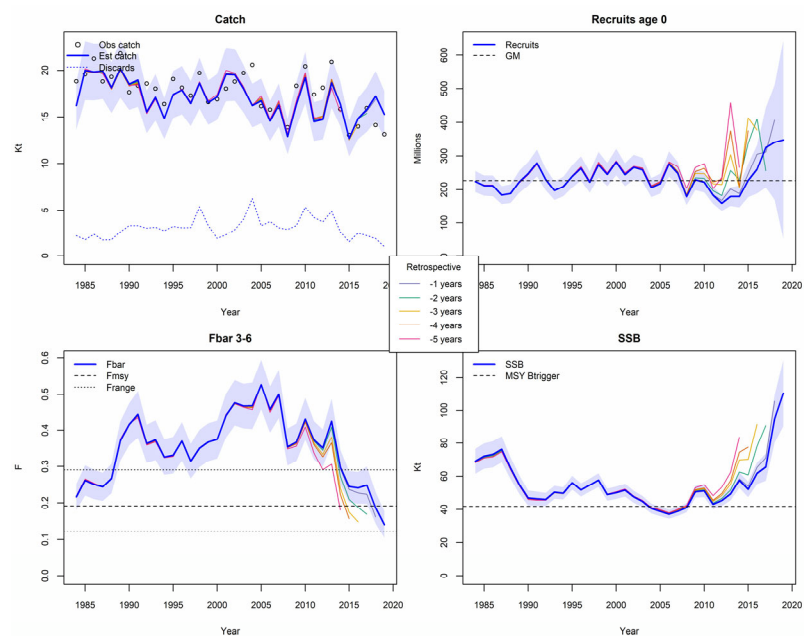 Catch
Obs catch
Est catch
Discards
Kt
20
15
10
5
0
1985 1990 1995 2000 2005 2010 2015 2020
Year
Recruits age 0
Recruits
GM
Millions
600
500
400
300
200
100
0
1985 1990 1995 2000 2005 2010 2015 2020
Year
Retrospective
-1 years
-2 years
-3 years
-4 years
-5 years
Fbar 3-6
Fbar
Fmsy
Frange
F
0.6
0.5
0.4
0.3
0.2
0.1
0.0
1985 1990 1995 2000 2005 2010 2015 2020
Year
SSB
SSB
MSY Btrigger
Kt
120
100
80
60
40
20
0
1985 1990 1995 2000 2005 2010 2015 2020
Year